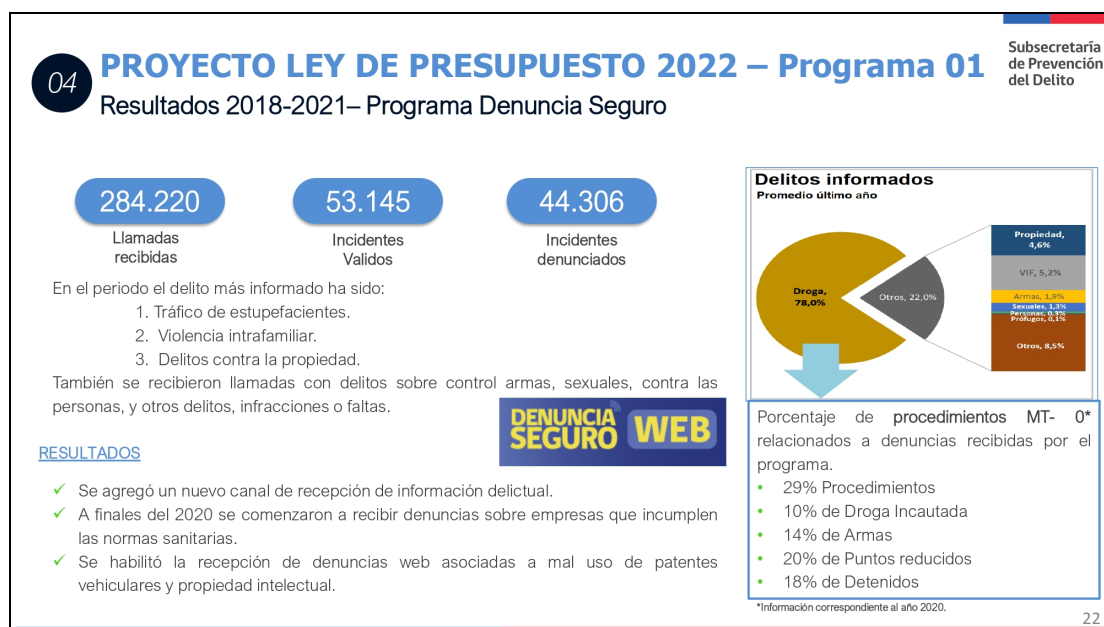 04
PROYECTO LEY DE PRESUPUESTO 2022 – Programa 01
Resultados 2018-2021– Programa Denuncia Seguro
Subsecretaría
de Prevención
del Delito
284.220
Llamadas
recibidas
53.145
Incidentes
Validos
44.306
Incidentes
denunciados
En el periodo el delito más informado ha sido:
1. Tráfico de estupefacientes.
2. Violencia intrafamiliar.
3. Delitos contra la propiedad.
También se recibieron llamadas con delitos sobre control armas, sexuales, contra las
personas, y otros delitos, infracciones o faltas.
DENUNCIA
SEGURO
WEB
RESULTADOS
✓ Se agregó un nuevo canal de recepción de información delictual.
✓ A finales del 2020 se comenzaron a recibir denuncias sobre empresas que incumplen
las normas sanitarias.
✓ Se habilitó la recepción de denuncias web asociadas a mal uso de patentes
vehiculares y propiedad intelectual.
Delitos informados
Promedio último año
Droga,
78,0%
Otros, 22,0%
Propiedad,
4,6%
VIF, 5,2%
Armas, 1,9%
Sexuales, 1,3%
Personas, 0,3%
Prófugos, 0,1%
Otros, 8,5%
Porcentaje de procedimientos MT- 0*
relacionados a denuncias recibidas por el
programa.
• 29% Procedimientos
• 10% de Droga Incautada
• 14% de Armas
• 20% de Puntos reducidos
• 18% de Detenidos
*Información correspondiente al año 2020.
22